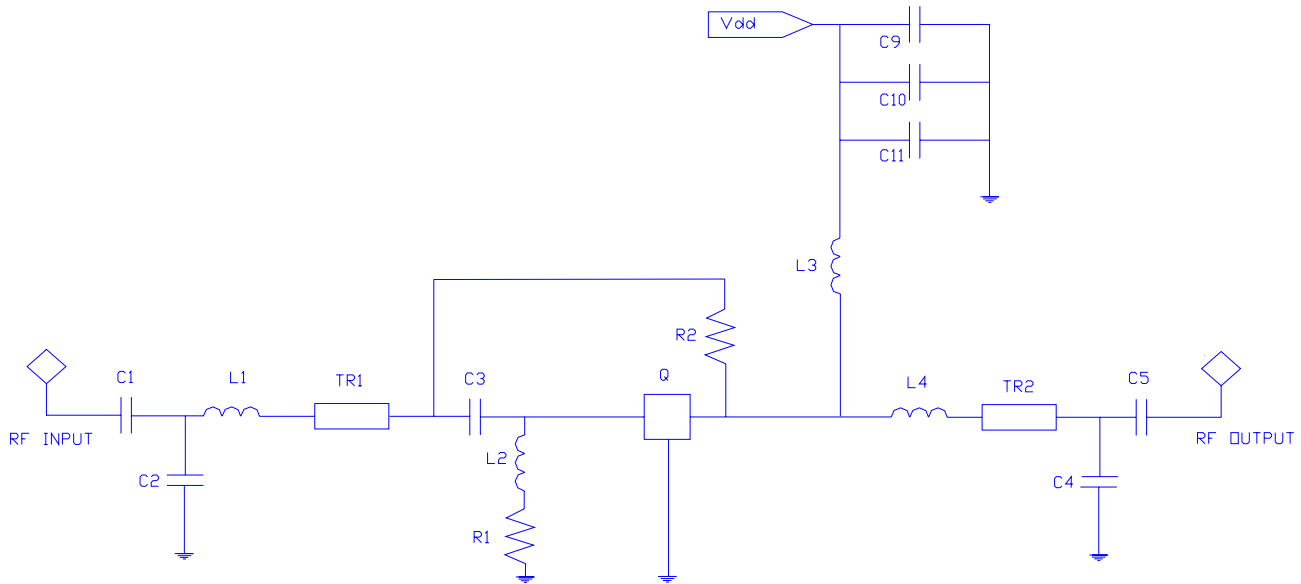 Vdd
C9
C10
C11
L3
R2
C1
L1
TR1
C3
Q
L4
TR2
C5
RF INPUT
RF OUTPUT
C2
L2
C4
R1